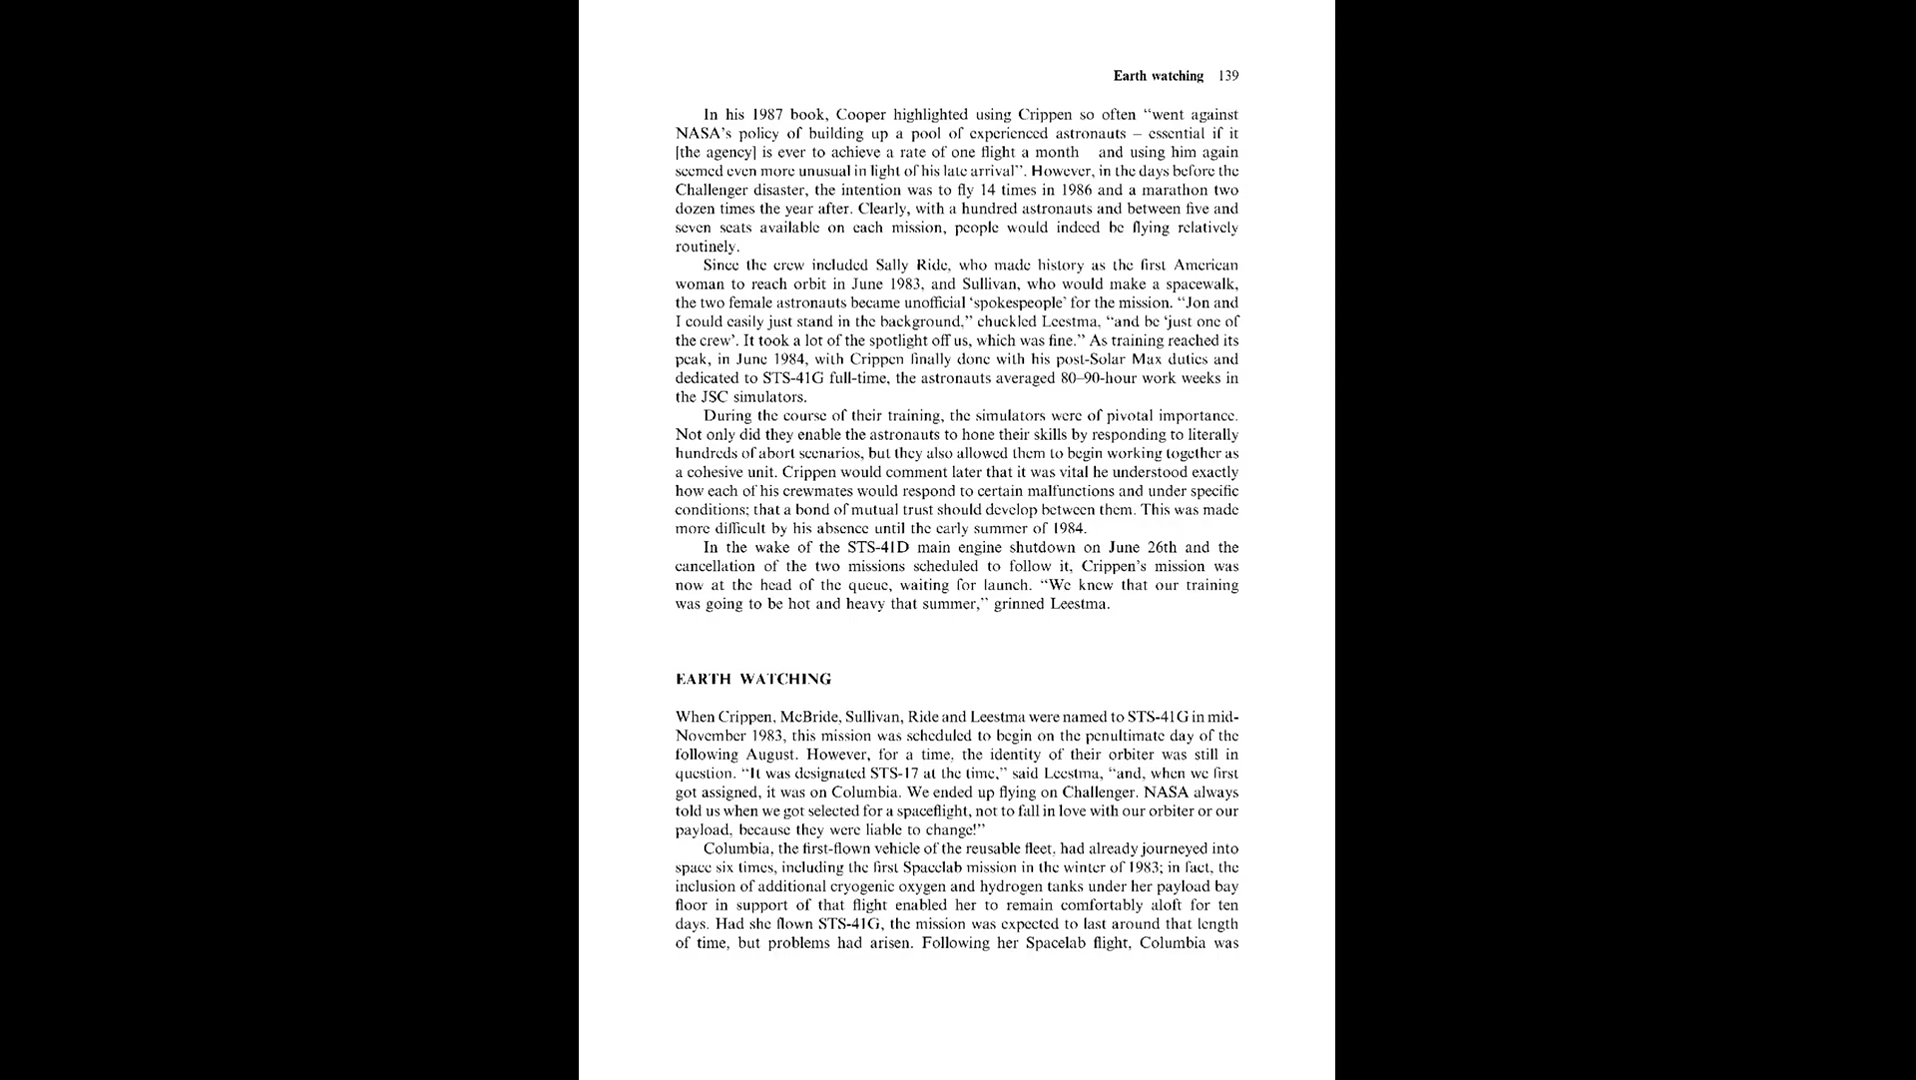 Earth watching 139
In his 1987 book, Cooper highlighted using Crippen so often “went against
NASA’s policy of building up a pool of experienced astronauts – essential if it
[the agency] is ever to achieve a rate of one flight a month   and using him again
seemed even more unusual in light of his late arrival”. However, in the days before the
Challenger disaster, the intention was to fly 14 times in 1986 and a marathon two
dozen times the year after. Clearly, with a hundred astronauts and between five and
seven seats available on each mission, people would indeed be flying relatively
routinely.
Since the crew included Sally Ride, who made history as the first American
woman to reach orbit in June 1983, and Sullivan, who would make a spacewalk,
the two female astronauts became unofficial ‘spokespeople’ for the mission. “Jon and
I could easily just stand in the background,” chuckled Leestma, “and be ‘just one of
the crew’. It took a lot of the spotlight off us, which was fine.” As training reached its
peak, in June 1984, with Crippen finally done with his post-Solar Max duties and
dedicated to STS-41G full-time, the astronauts averaged 80–90-hour work weeks in
the JSC simulators.
During the course of their training, the simulators were of pivotal importance.
Not only did they enable the astronauts to hone their skills by responding to literally
hundreds of abort scenarios, but they also allowed them to begin working together as
a cohesive unit. Crippen would comment later that it was vital he understood exactly
how each of his crewmates would respond to certain malfunctions and under specific
conditions; that a bond of mutual trust should develop between them. This was made
more difficult by his absence until the early summer of 1984.
In the wake of the STS-41D main engine shutdown on June 26th and the
cancellation of the two missions scheduled to follow it, Crippen’s mission was
now at the head of the queue, waiting for launch. “We knew that our training
was going to be hot and heavy that summer,” grinned Leestma.
EARTH WATCHING
When Crippen, McBride, Sullivan, Ride and Leestma were named to STS-41G in mid-
November 1983, this mission was scheduled to begin on the penultimate day of the
following August. However, for a time, the identity of their orbiter was still in
question. “It was designated STS-17 at the time,” said Leestma, “and, when we first
got assigned, it was on Columbia. We ended up flying on Challenger. NASA always
told us when we got selected for a spaceflight, not to fall in love with our orbiter or our
payload, because they were liable to change!”
Columbia, the first-flown vehicle of the reusable fleet, had already journeyed into
space six times, including the first Spacelab mission in the winter of 1983; in fact, the
inclusion of additional cryogenic oxygen and hydrogen tanks under her payload bay
floor in support of that flight enabled her to remain comfortably aloft for ten
days. Had she flown STS-41G, the mission was expected to last around that length
of time, but problems had arisen. Following her Spacelab flight, Columbia was